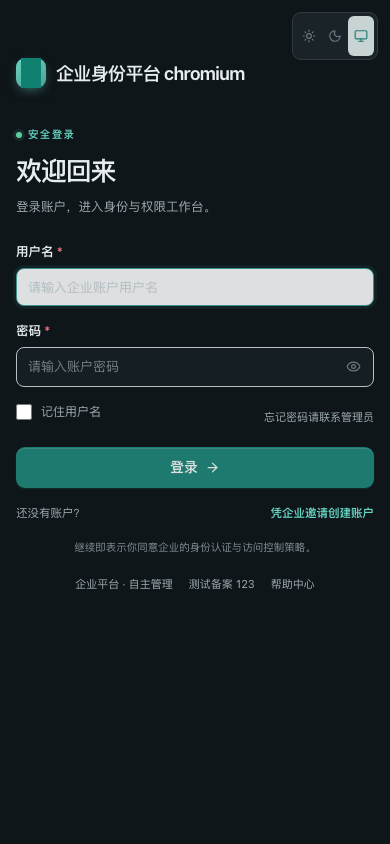 企业身份平台 chromium
安全登录
欢迎回来
登录账户，进入身份与权限工作台。
用户名 *
请输入企业账户用户名
密码 *
请输入账户密码
记住用户名
忘记密码请联系管理员
登录 →
还没有账户?
凭企业邀请创建账户
继续即表示你同意企业的身份认证与访问控制策略。
企业平台 · 自主管理 测试备案 123 帮助中心